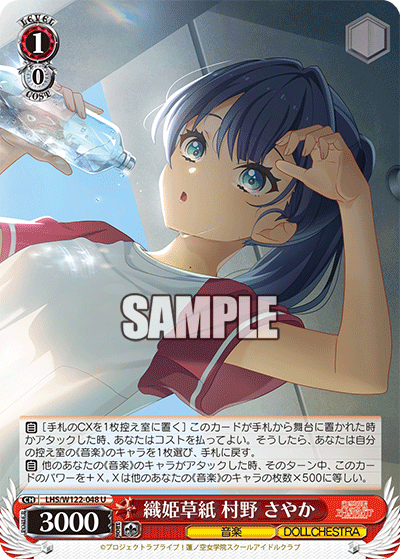 LEVEL
1
0
COST
SAMPLE
自 [手札のCXを1枚控え室に置く] このカードが手札から舞台に置かれた時
かアタックした時、あなたはコストを払ってよい。そうしたら、あなたは自分
の控え室の《音楽》のキャラを1枚選び、手札に戻す。
自 他のあなたの《音楽》のキャラがアタックした時、そのターン中、このカー
ドのパワーを＋X。Xは他のあなたの《音楽》のキャラの枚数×500に等しい。
CH LHS/W122-048 U
3000
織姫草紙 村野 さやか
音楽
DOLLCHESTRA
©プロジェクトラブライブ！蓮ノ空女学院スクールアイドルクラブ